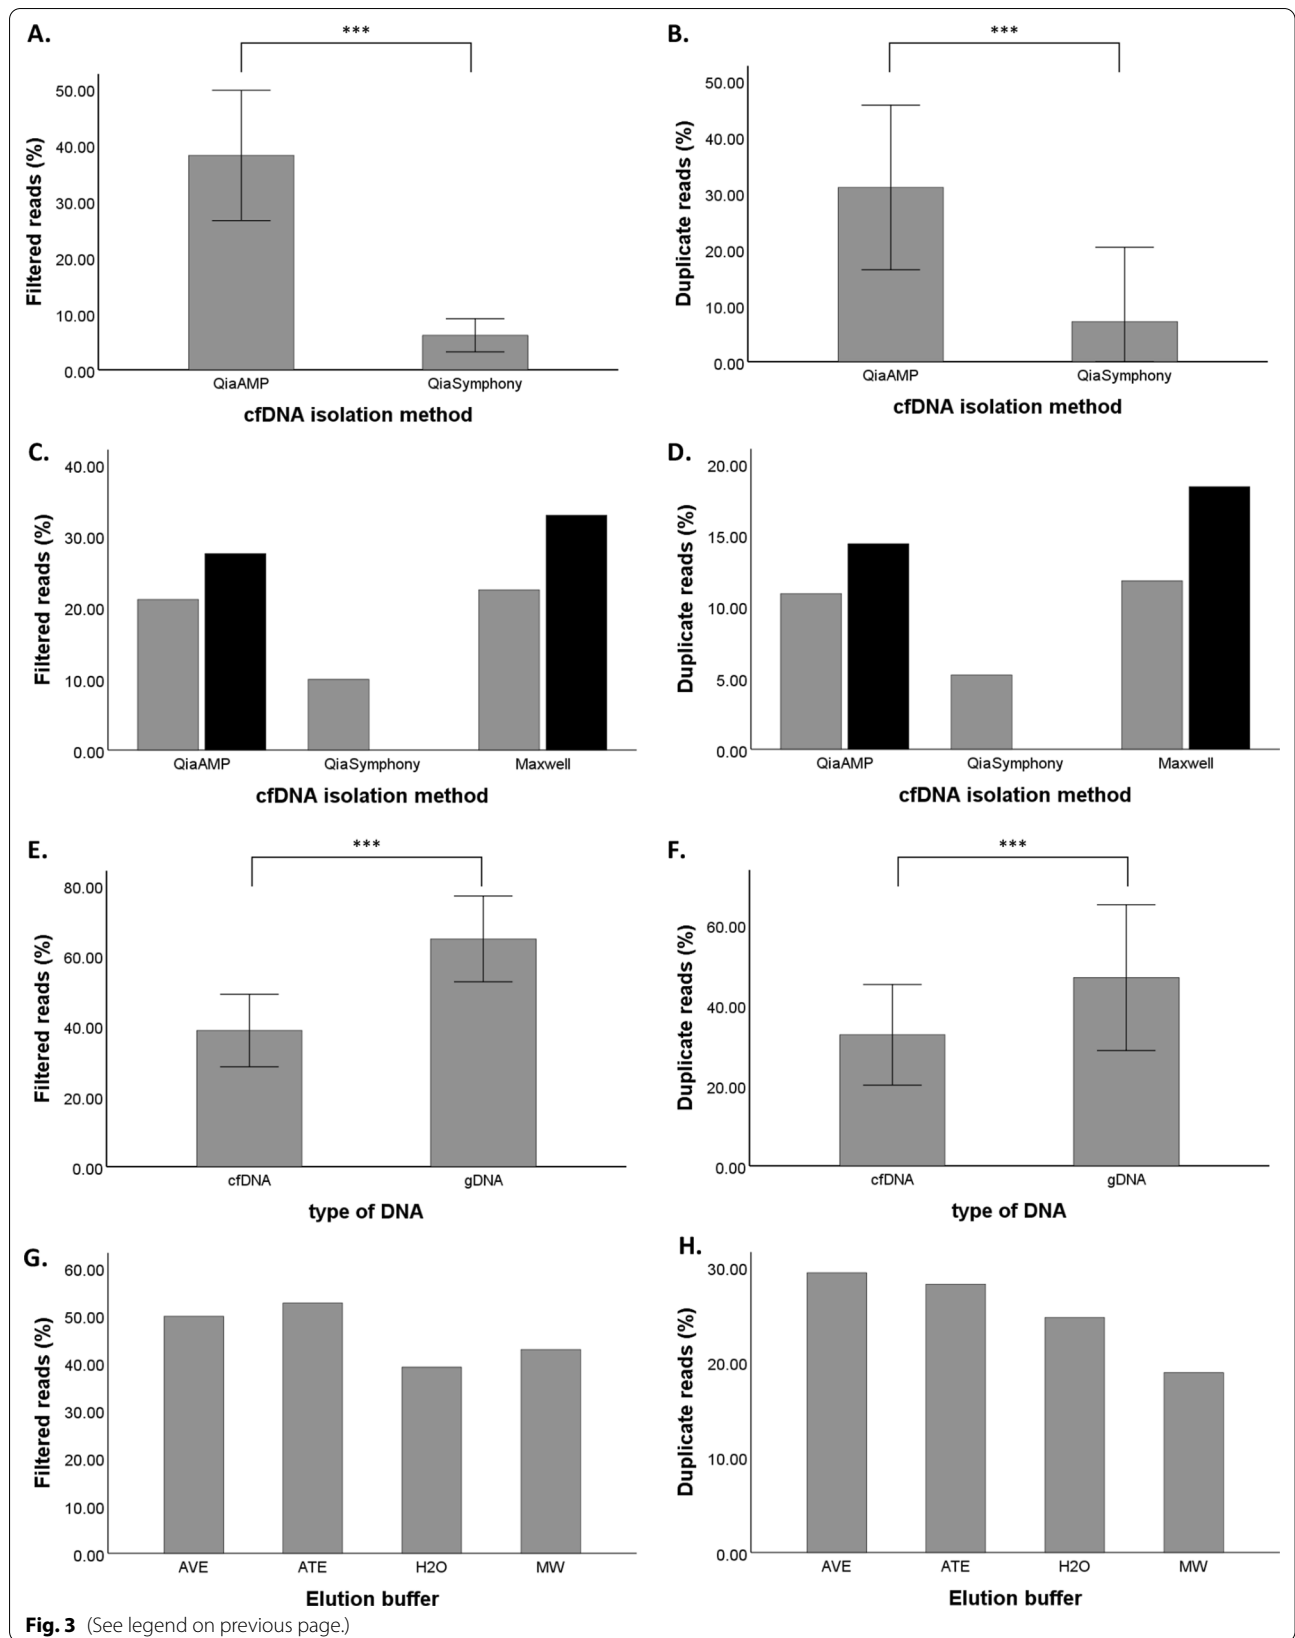 A.
***
Filtered reads (%)
50.00
40.00
30.00
20.00
10.00
0.00
QiaAMP QiaSymphony
cfDNA isolation method
B.
***
Duplicate reads (%)
50.00
40.00
30.00
20.00
10.00
0.00
QiaAMP QiaSymphony
cfDNA isolation method
C.
Filtered reads (%)
40.00
30.00
20.00
10.00
0.00
QiaAMP QiaSymphony Maxwell
cfDNA isolation method
D.
Duplicate reads (%)
20.00
15.00
10.00
5.00
0.00
QiaAMP QiaSymphony Maxwell
cfDNA isolation method
E.
***
Filtered reads (%)
80.00
60.00
40.00
20.00
0.00
cfDNA gDNA
type of DNA
F.
***
Duplicate reads (%)
60.00
40.00
20.00
0.00
cfDNA gDNA
type of DNA
G.
Filtered reads (%)
60.00
50.00
40.00
30.00
20.00
10.00
0.00
AVE ATE H2O MW
Elution buffer
H.
Duplicate reads (%)
30.00
20.00
10.00
0.00
AVE ATE H2O MW
Elution buffer
Fig. 3 (See legend on previous page.)